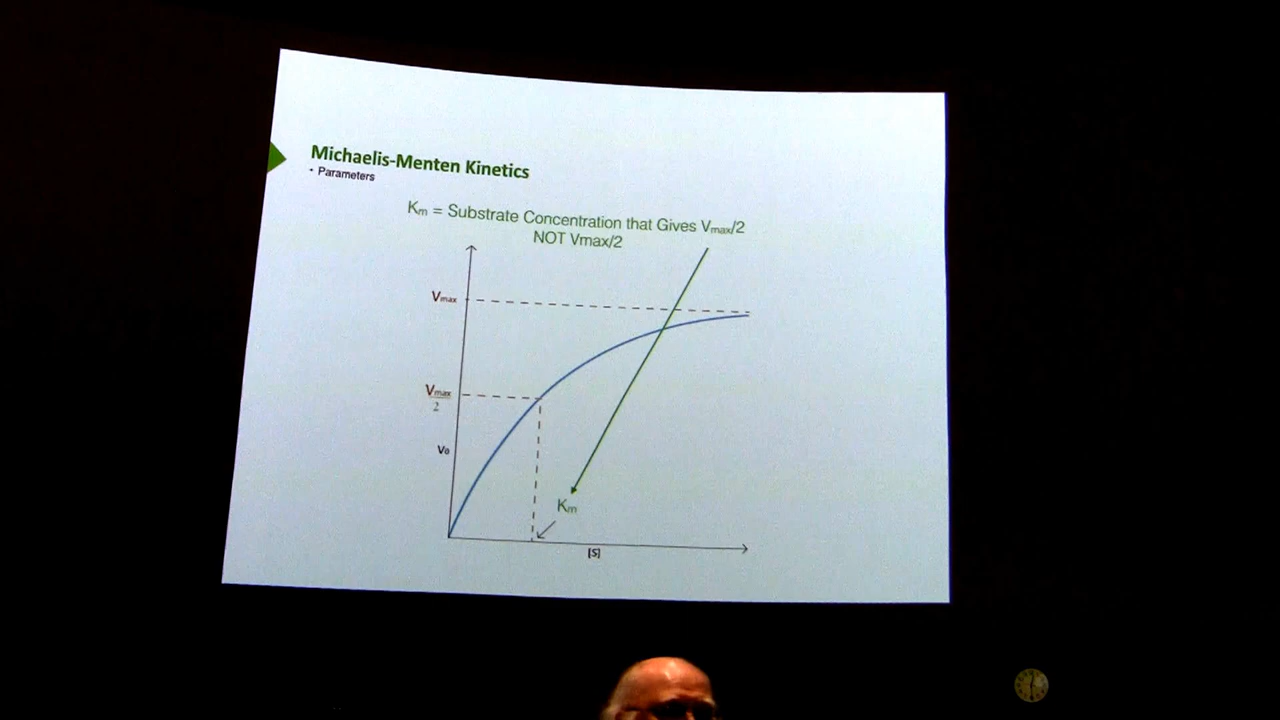 Michaelis-Menten Kinetics
• Parameters
Km = Substrate Concentration that Gives Vmax/2
NOT Vmax/2
Vmax
Vmax
2
V0
Km
[S]